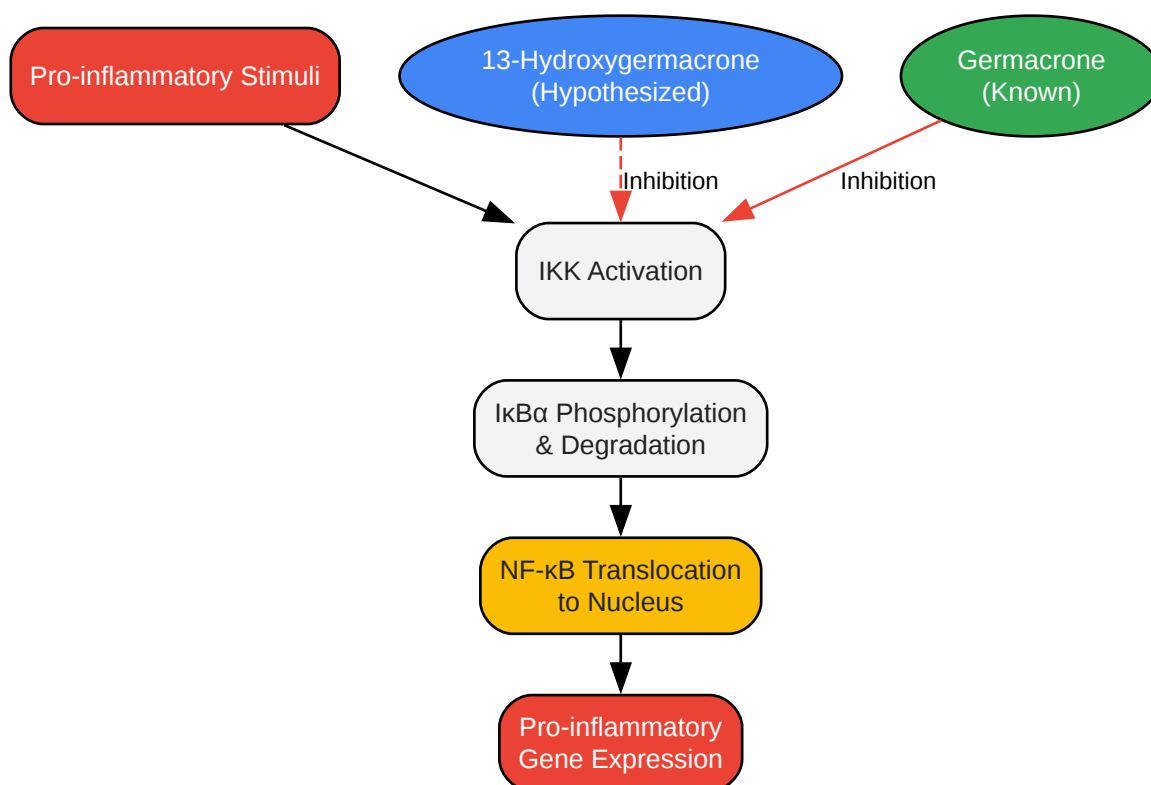 Pro-inflammatory Stimuli
13-Hydroxygermacrone
(Hypothesized)
Germacrone
(Known)
Inhibition
Inhibition
IKK Activation
IκBα Phosphorylation
& Degradation
NF-κB Translocation
to Nucleus
Pro-inflammatory
Gene Expression